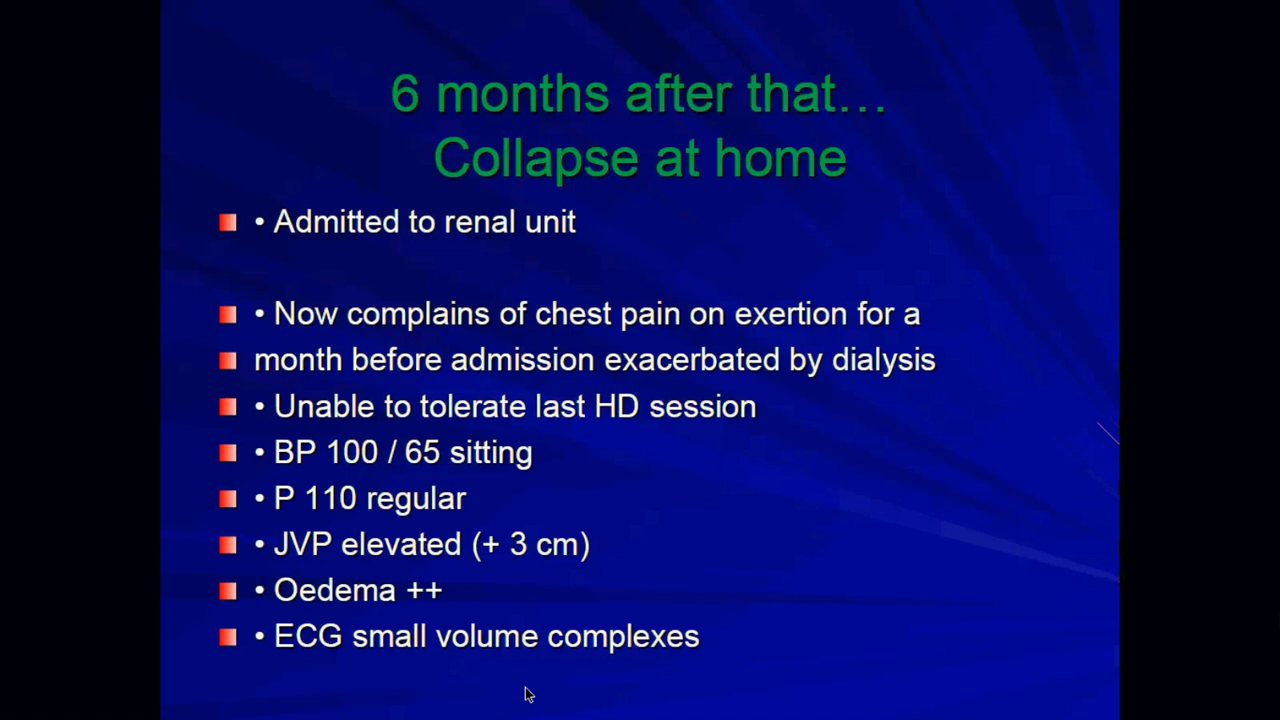 6 months after that…
Collapse at home
• Admitted to renal unit
• Now complains of chest pain on exertion for a
month before admission exacerbated by dialysis
• Unable to tolerate last HD session
• BP 100 / 65 sitting
• P 110 regular
• JVP elevated (+ 3 cm)
• Oedema ++
• ECG small volume complexes